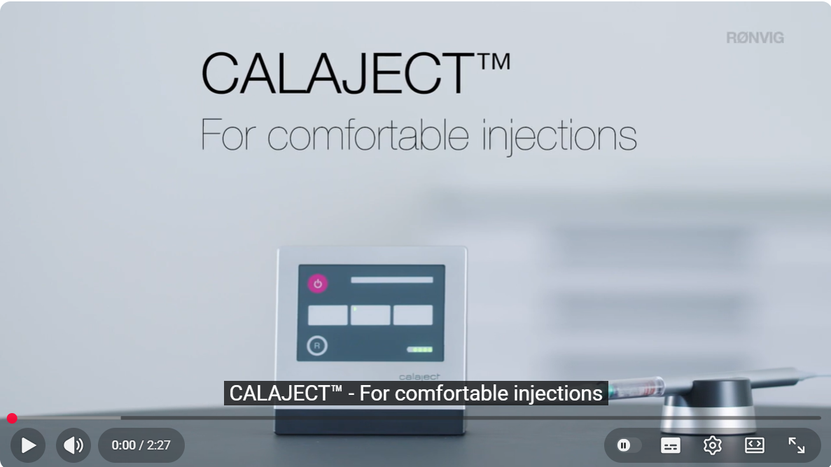 RØNVIG
CALAJECT™
For comfortable injections
R
calaject
CALAJECT™ - For comfortable injections
0:00 / 2:27